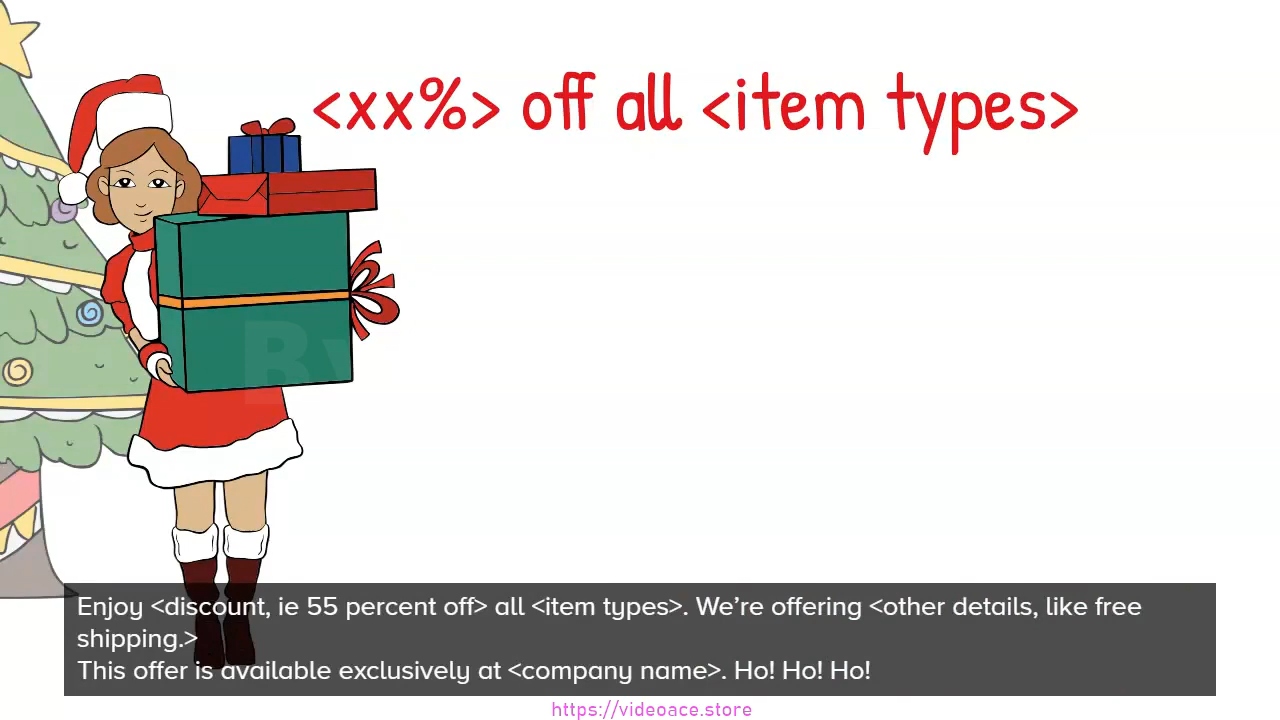 <xx%> off all <item types>
By
Enjoy <discount, ie 55 percent off> all <item types>. We’re offering <other details, like free
shipping.>
This offer is available exclusively at <company name>. Ho! Ho! Ho!
https://videoace.store